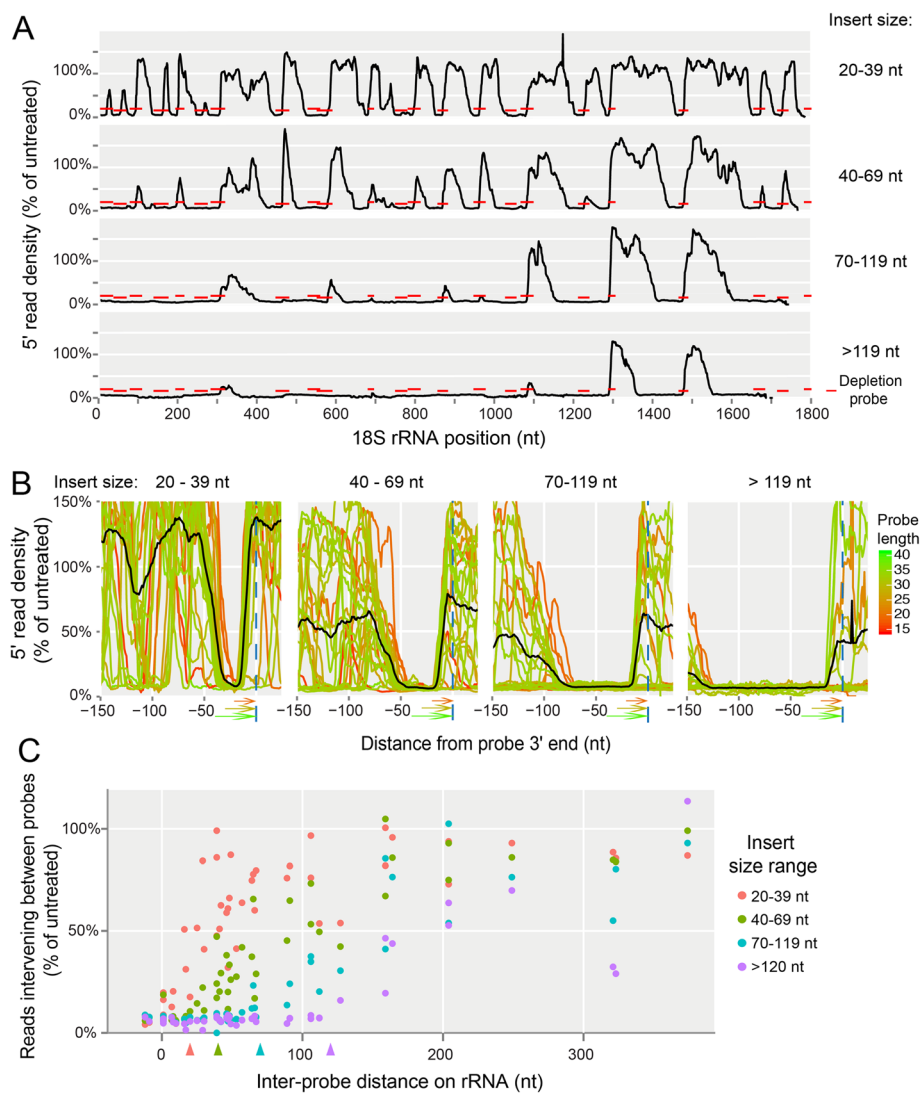 A
Insert size:
5' read density (% of untreated)
100%
0%
20-39 nt
100%
0%
40-69 nt
100%
0%
70-119 nt
100%
0%
>119 nt
Depletion
probe
0 200 400 600 800 1000 1200 1400 1600 1800
18S rRNA position (nt)
B
Insert size: 20 - 39 nt 40 - 69 nt 70-119 nt > 119 nt
5' read density
(% of untreated)
150%
100%
50%
0%
Probe
length
40
35
30
25
20
15
−150 −100 −50 −150 −100 −50 −150 −100 −50 −150 −100 −50
Distance from probe 3' end (nt)
C
Reads intervening between probes
(% of untreated)
100%
50%
0%
0 100 200 300
Inter-probe distance on rRNA (nt)
Insert
size range
20-39 nt
40-69 nt
70-119 nt
>120 nt